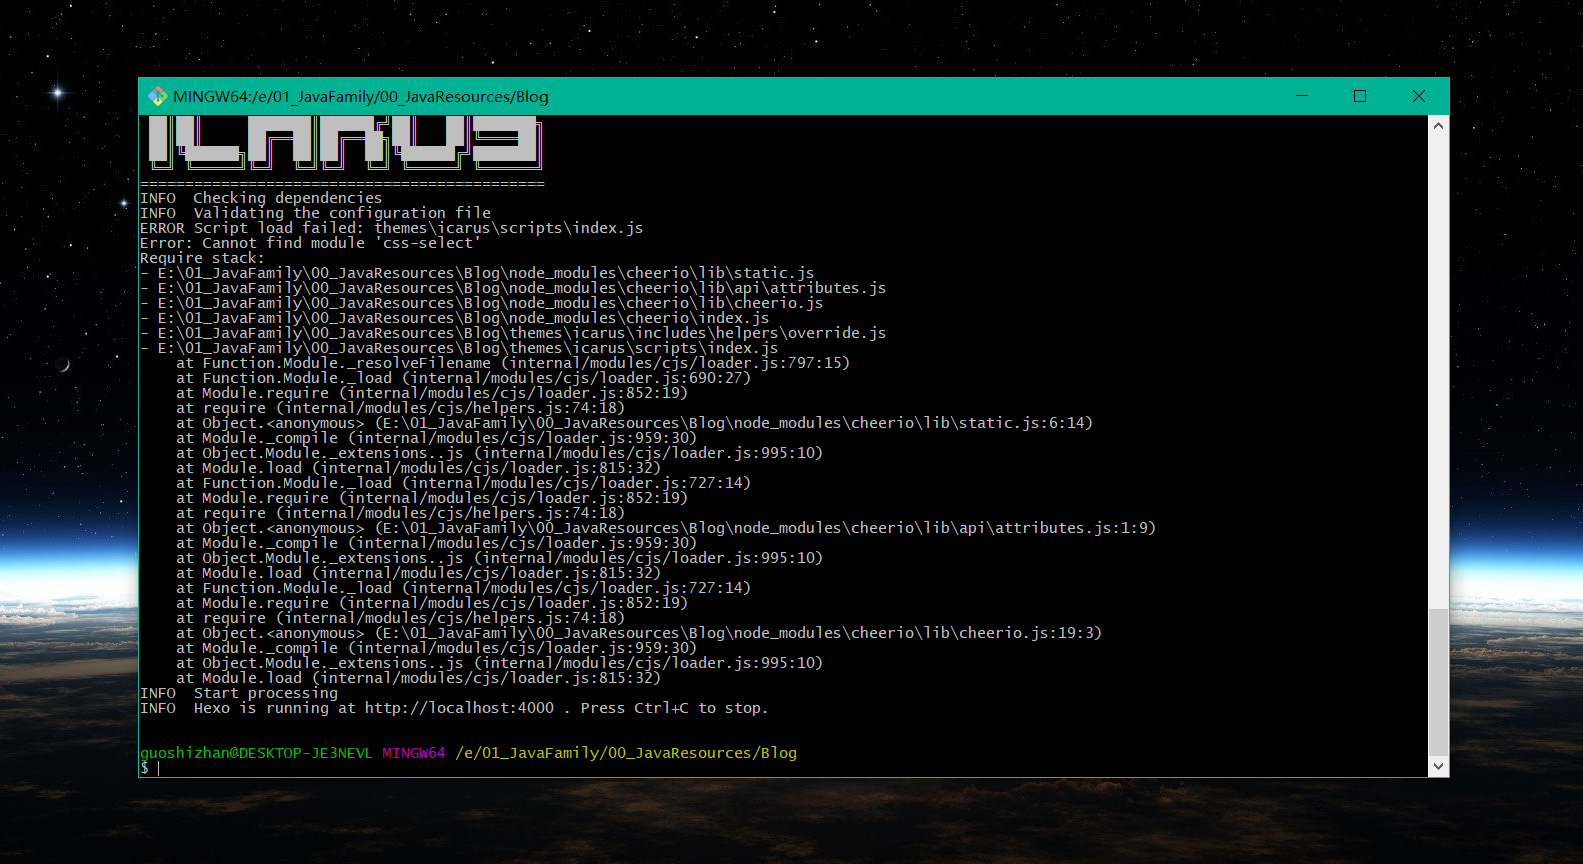 MINGW64:/e/01_JavaFamily/00_JavaResources/Blog
=============================================
INFO  Checking dependencies
INFO  Validating the configuration file
ERROR Script load failed: themes\icarus\scripts\index.js
Error: Cannot find module 'css-select'
Require stack:
- E:\01_JavaFamily\00_JavaResources\Blog\node_modules\cheerio\lib\static.js
- E:\01_JavaFamily\00_JavaResources\Blog\node_modules\cheerio\lib\api\attributes.js
- E:\01_JavaFamily\00_JavaResources\Blog\node_modules\cheerio\lib\cheerio.js
- E:\01_JavaFamily\00_JavaResources\Blog\node_modules\cheerio\index.js
- E:\01_JavaFamily\00_JavaResources\Blog\themes\icarus\includes\helpers\override.js
- E:\01_JavaFamily\00_JavaResources\Blog\themes\icarus\scripts\index.js
    at Function.Module._resolveFilename (internal/modules/cjs/loader.js:797:15)
    at Function.Module._load (internal/modules/cjs/loader.js:690:27)
    at Module.require (internal/modules/cjs/loader.js:852:19)
    at require (internal/modules/cjs/helpers.js:74:18)
    at Object.<anonymous> (E:\01_JavaFamily\00_JavaResources\Blog\node_modules\cheerio\lib\static.js:6:14)
    at Module._compile (internal/modules/cjs/loader.js:959:30)
    at Object.Module._extensions..js (internal/modules/cjs/loader.js:995:10)
    at Module.load (internal/modules/cjs/loader.js:815:32)
    at Function.Module._load (internal/modules/cjs/loader.js:727:14)
    at Module.require (internal/modules/cjs/loader.js:852:19)
    at require (internal/modules/cjs/helpers.js:74:18)
    at Object.<anonymous> (E:\01_JavaFamily\00_JavaResources\Blog\node_modules\cheerio\lib\api\attributes.js:1:9)
    at Module._compile (internal/modules/cjs/loader.js:959:30)
    at Object.Module._extensions..js (internal/modules/cjs/loader.js:995:10)
    at Module.load (internal/modules/cjs/loader.js:815:32)
    at Function.Module._load (internal/modules/cjs/loader.js:727:14)
    at Module.require (internal/modules/cjs/loader.js:852:19)
    at require (internal/modules/cjs/helpers.js:74:18)
    at Object.<anonymous> (E:\01_JavaFamily\00_JavaResources\Blog\node_modules\cheerio\lib\cheerio.js:19:3)
    at Module._compile (internal/modules/cjs/loader.js:959:30)
    at Object.Module._extensions..js (internal/modules/cjs/loader.js:995:10)
    at Module.load (internal/modules/cjs/loader.js:815:32)
INFO  Start processing
INFO  Hexo is running at http://localhost:4000 . Press Ctrl+C to stop.
guoshizhan@DESKTOP-JE3NEVL MINGW64 /e/01_JavaFamily/00_JavaResources/Blog
$